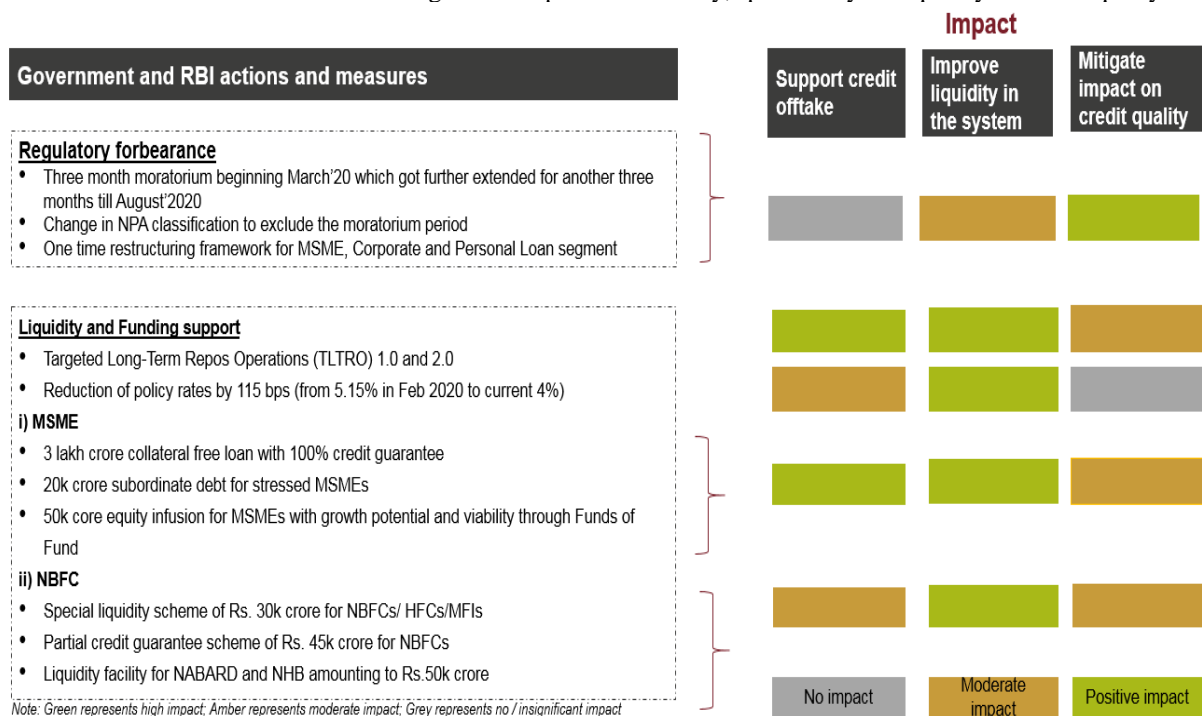 Impact
Government and RBI actions and measures
Support credit
offtake
Improve
liquidity in
the system
Mitigate
impact on
credit quality
Regulatory forbearance
• Three month moratorium beginning March'20 which got further extended for another three
months till August'2020
• Change in NPA classification to exclude the moratorium period
• One time restructuring framework for MSME, Corporate and Personal Loan segment
Liquidity and Funding support
• Targeted Long-Term Repos Operations (TLTRO) 1.0 and 2.0
• Reduction of policy rates by 115 bps (from 5.15% in Feb 2020 to current 4%)
i) MSME
• 3 lakh crore collateral free loan with 100% credit guarantee
• 20k crore subordinate debt for stressed MSMEs
• 50k core equity infusion for MSMEs with growth potential and viability through Funds of
Fund
ii) NBFC
• Special liquidity scheme of Rs. 30k crore for NBFCs/ HFCs/MFIs
• Partial credit guarantee scheme of Rs. 45k crore for NBFCs
• Liquidity facility for NABARD and NHB amounting to Rs.50k crore
No impact
Moderate
impact
Positive impact
Note: Green represents high impact; Amber represents moderate impact; Grey represents no / insignificant impact